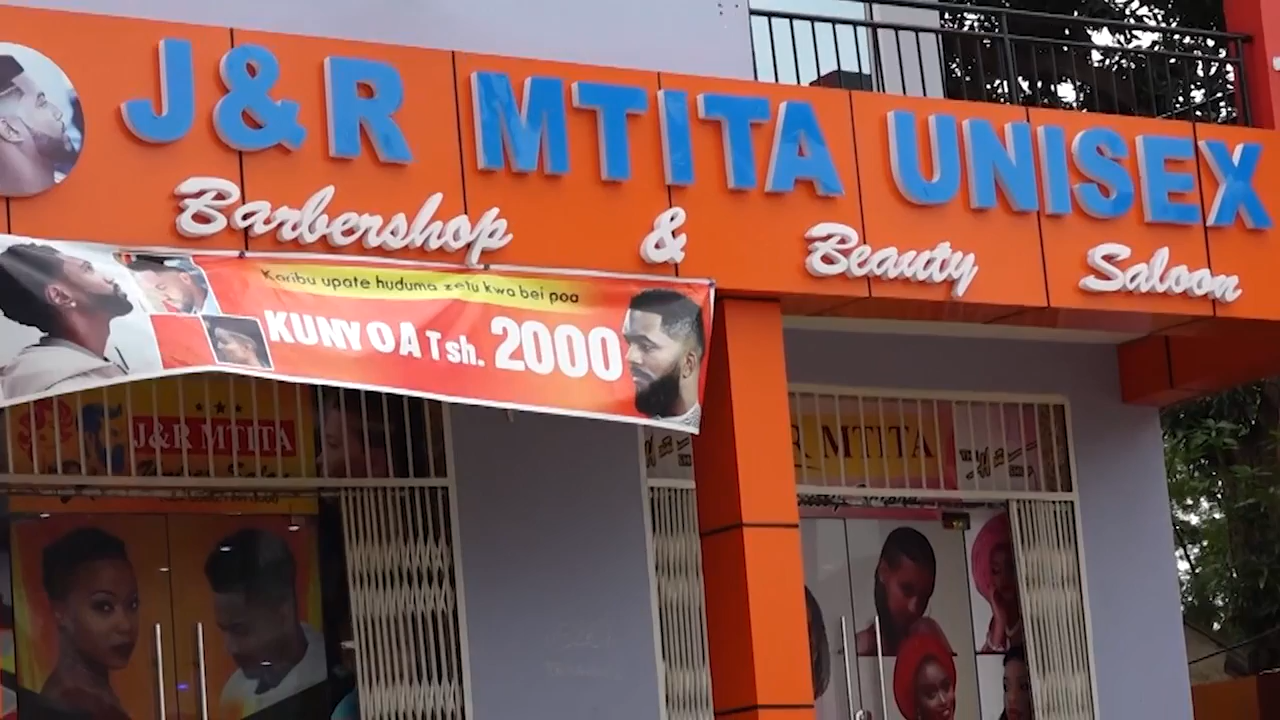 J&R MTITA UNISEX
Barbershop & Beauty Saloon
Karibu upate huduma zetu kwa bei poa
KUNYOA Tsh. 2000
J&R MTITA
R MTITA